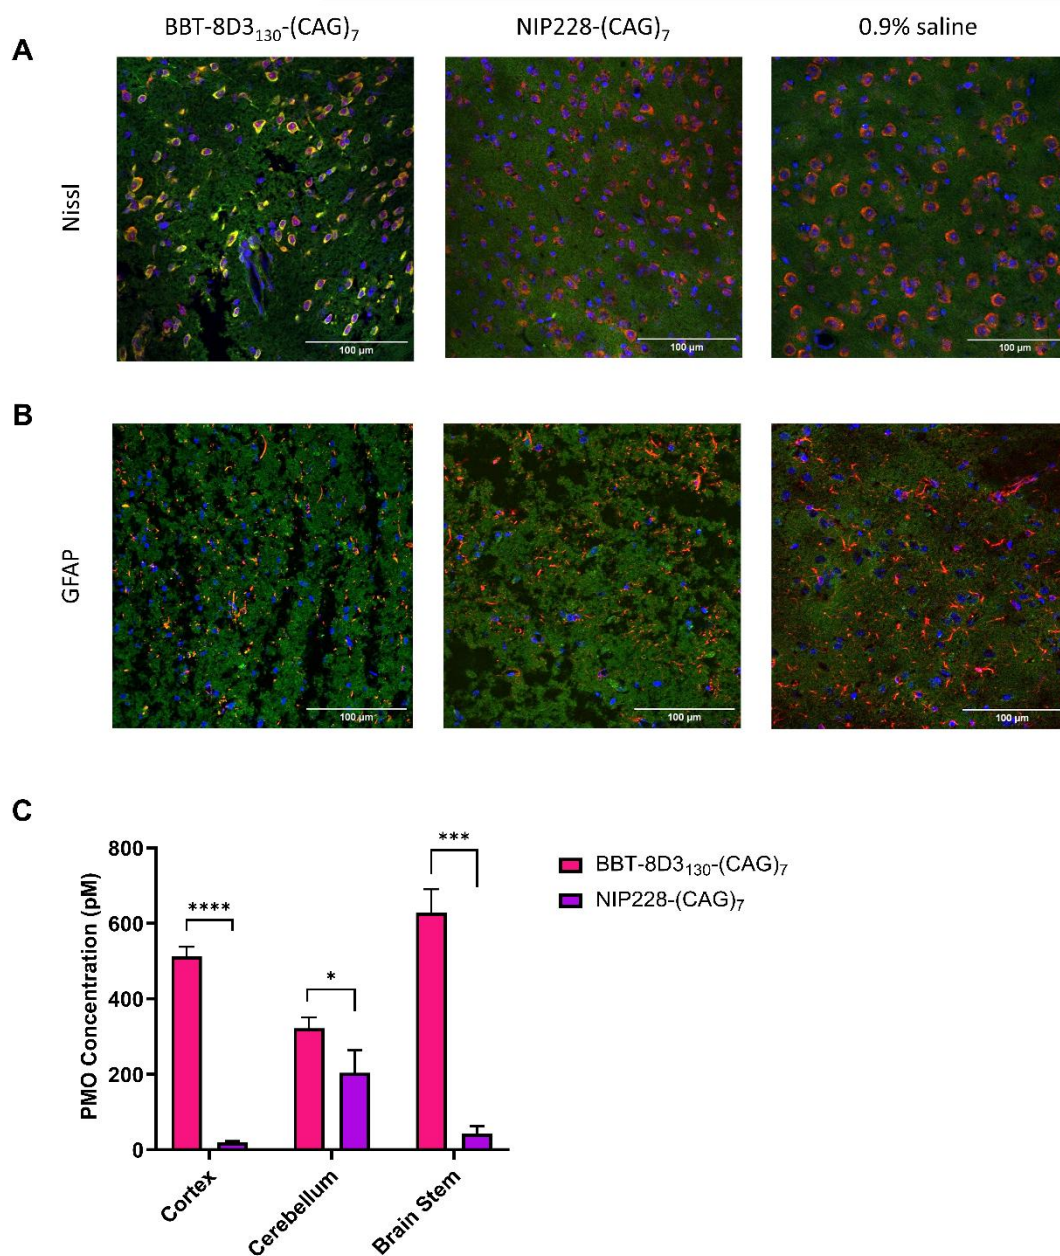 BBT-8D3₁₃₀-(CAG)₇ NIP228-(CAG)₇ 0.9% saline
A
Nissl
100 µm 100 µm 100 µm
B
GFAP
100 µm 100 µm 100 µm
C
PMO Concentration (pM)
800
600
400
200
0
**** * ***
Cortex Cerebellum Brain Stem
BBT-8D3₁₃₀-(CAG)₇
NIP228-(CAG)₇